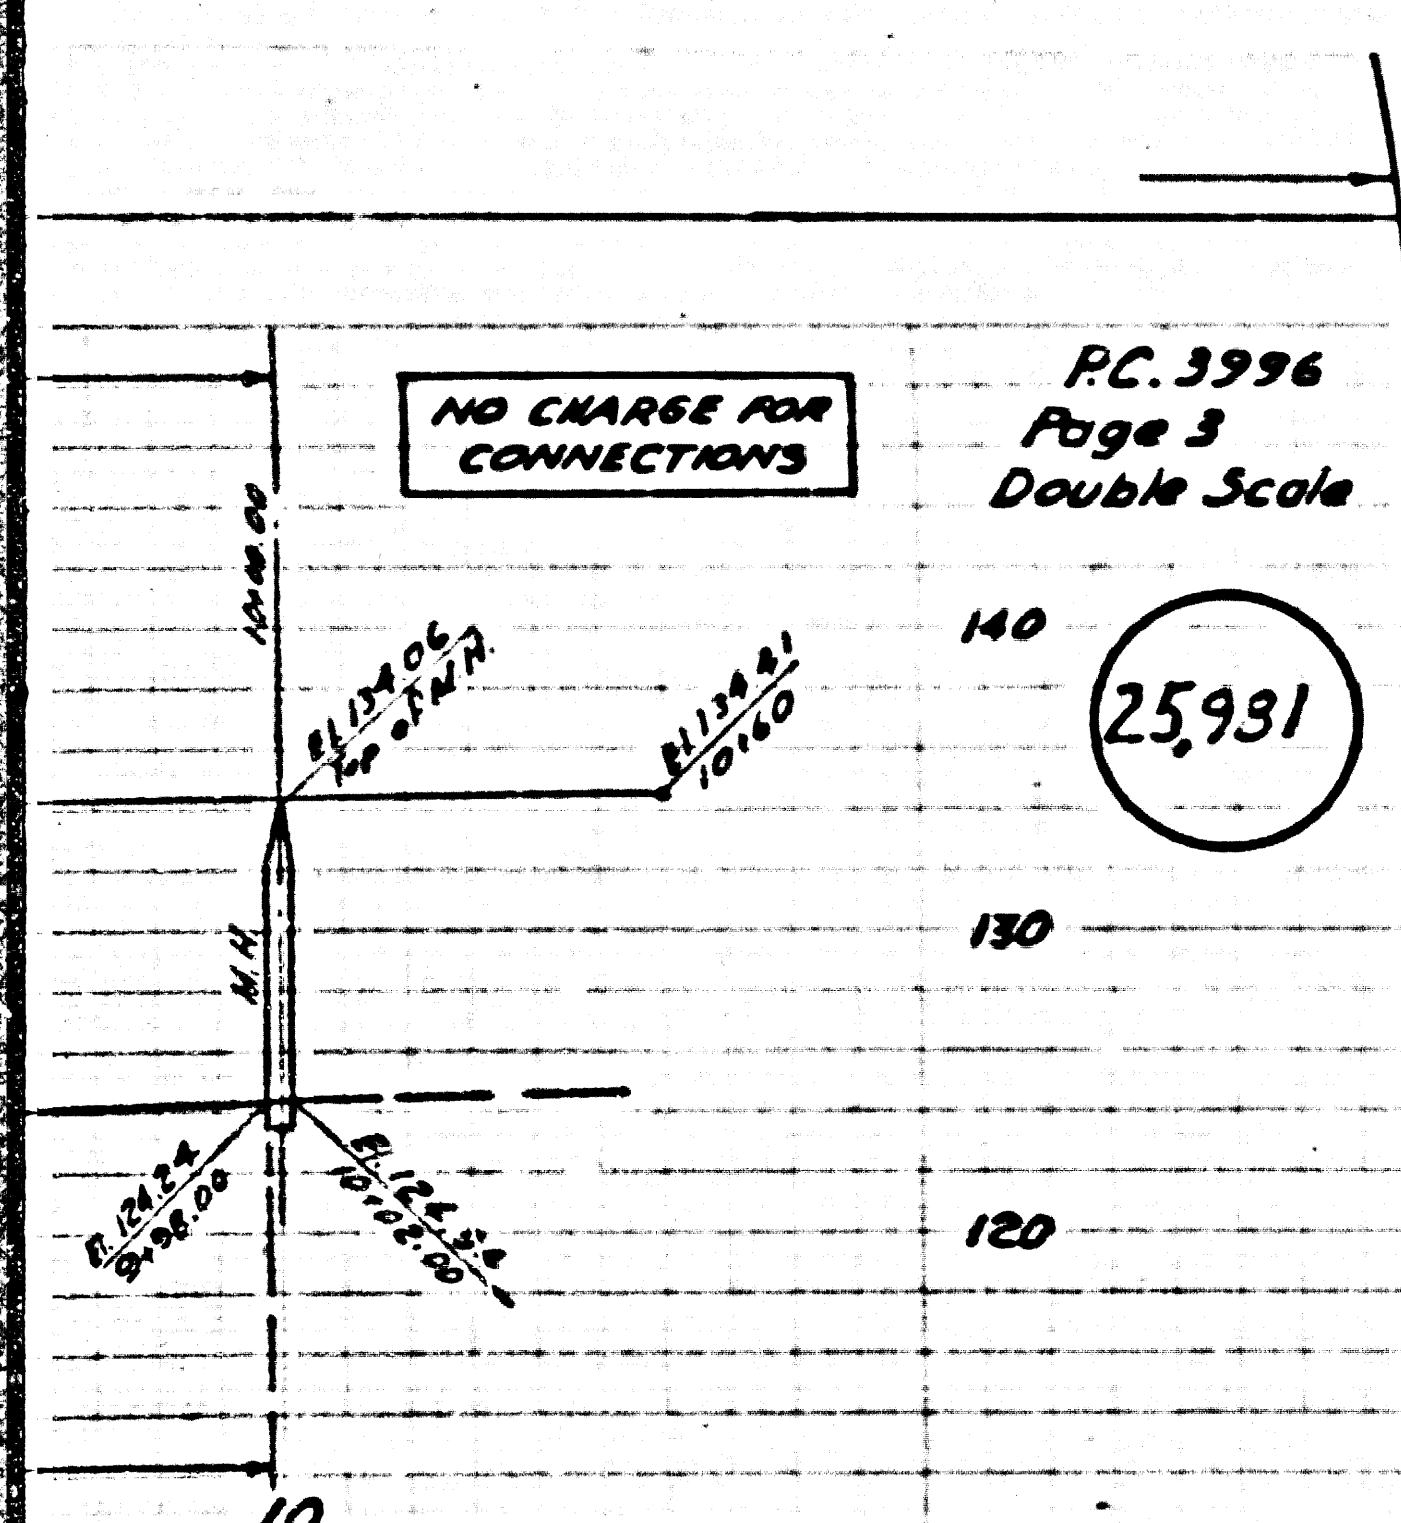 P.C. 3996
Page 3
Double Scale
NO CHARGE FOR
CONNECTIONS
10+00.00
El. 134.06
Top of M.H.
El. 134.41
10+60
140
25,931
130
M.H.
El. 124.24
9+98.00
El. 124.34
10+02.00
120
10